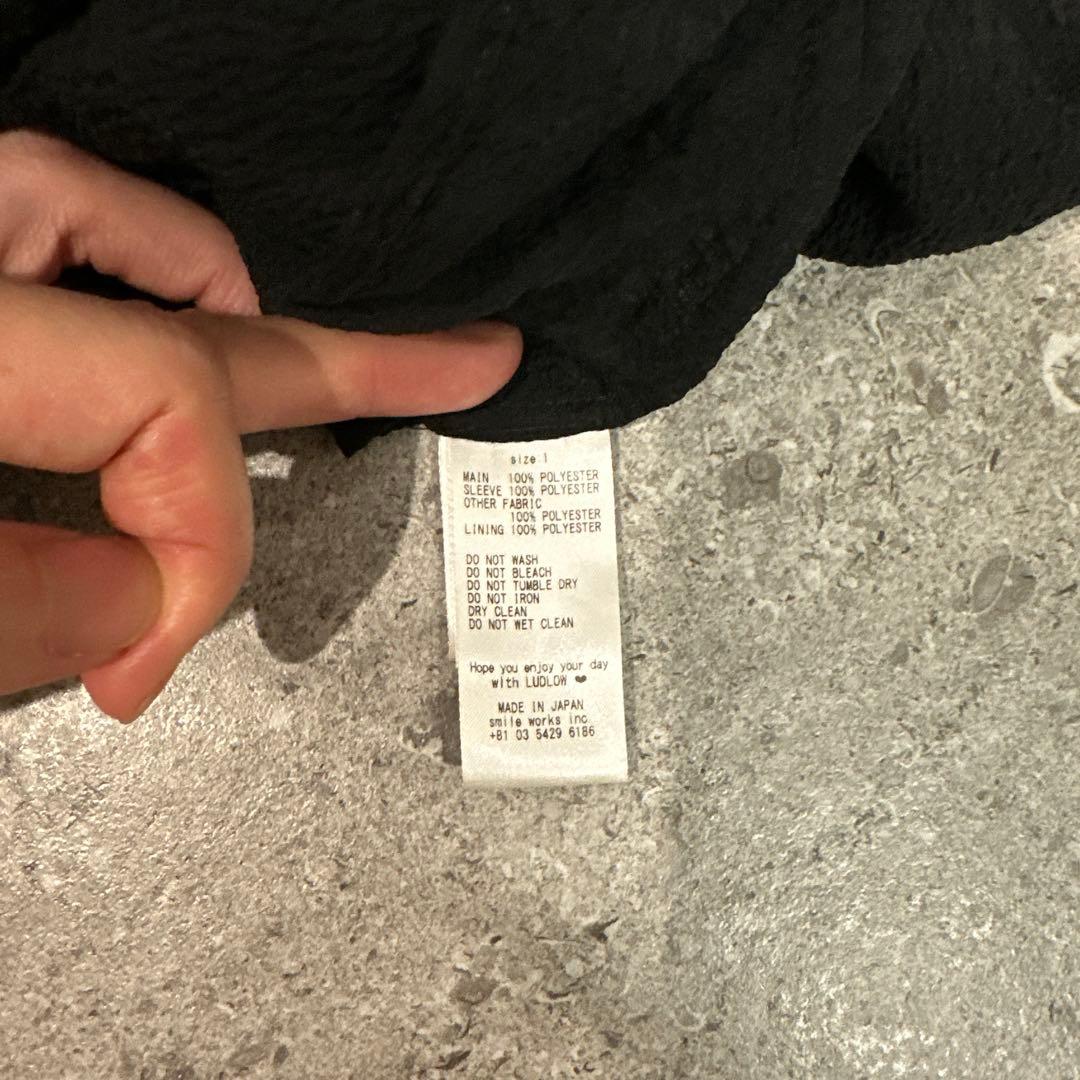 size 1
MAIN 100% POLYESTER
SLEEVE 100% POLYESTER
OTHER FABRIC
100% POLYESTER
LINING 100% POLYESTER
DO NOT WASH
DO NOT BLEACH
DO NOT TUMBLE DRY
DO NOT IRON
DRY CLEAN
DO NOT WET CLEAN
Hope you enjoy your day
with LUDLOW ❤
MADE IN JAPAN
smile works inc.
+81 03 5429 6186